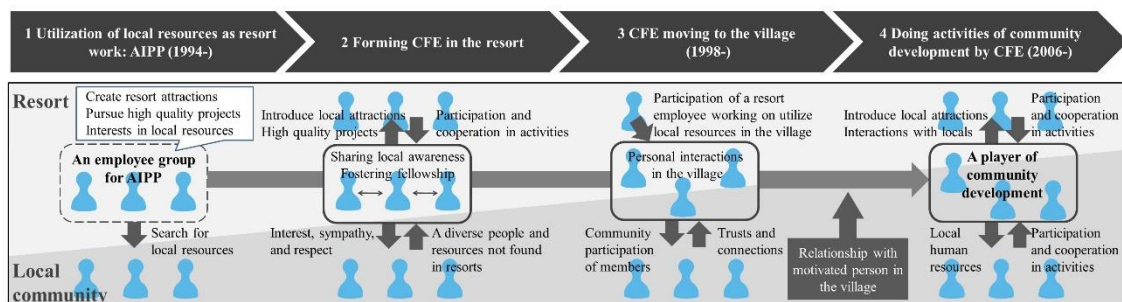 1 Utilization of local resources as resort
work: AIPP (1994-)
2 Forming CFE in the resort
3 CFE moving to the village
(1998-)
4 Doing activities of community
development by CFE (2006-)
Resort
Create resort attractions
Pursue high quality projects
Interests in local resources
An employee group
for AIPP
Search for
local resources
Introduce local attractions
High quality projects
Participation and
cooperation in activities
Sharing local awareness
Fostering fellowship
Interest, sympathy,
and respect
A diverse people and
resources not found
in resorts
Participation of a resort
employee working on utilize
local resources in the village
Personal interactions
in the village
Community
participation
of members
Trusts and
connections
Relationship with
motivated person in
the village
Introduce local attractions
Interactions with locals
Participation
and cooperation
in activities
A player of
community
development
Local
human
resources
Participation
and cooperation
in activities
Local
community